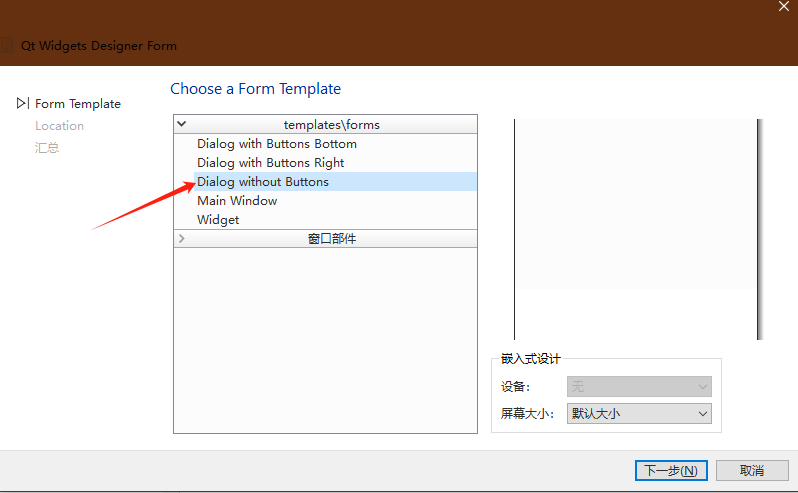 Qt Widgets Designer Form
Form Template
Location
汇总
Choose a Form Template
templates\forms
Dialog with Buttons Bottom
Dialog with Buttons Right
Dialog without Buttons
Main Window
Widget
窗口部件
嵌入式设计
设备：
无
屏幕大小：
默认大小
下一步(N)
取消